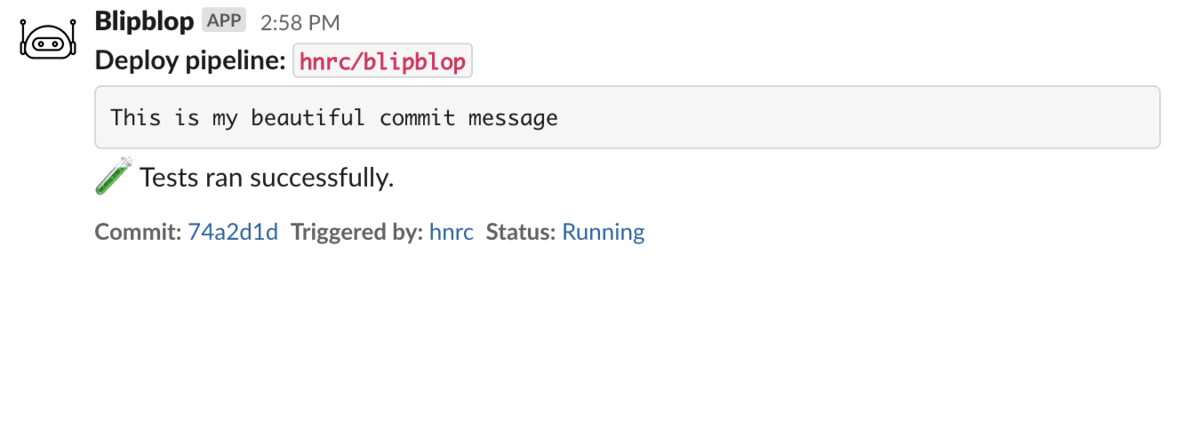 Blipblop APP 2:58 PM
Deploy pipeline: hnrc/blipblop
This is my beautiful commit message
Tests ran successfully.
Commit: 74a2d1d Triggered by: hnrc Status: Running